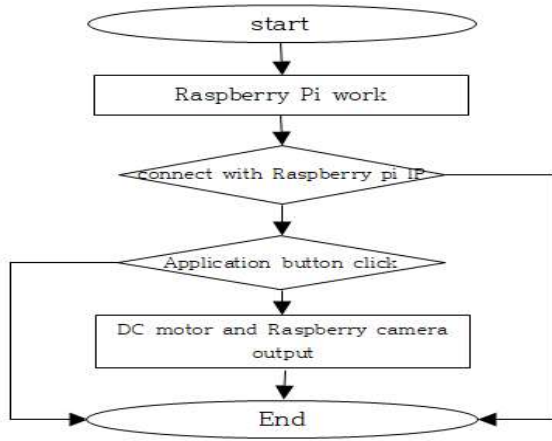 start
Raspberry Pi work
connect with Raspberry pi IP
Application button click
DC motor and Raspberry camera
output
End